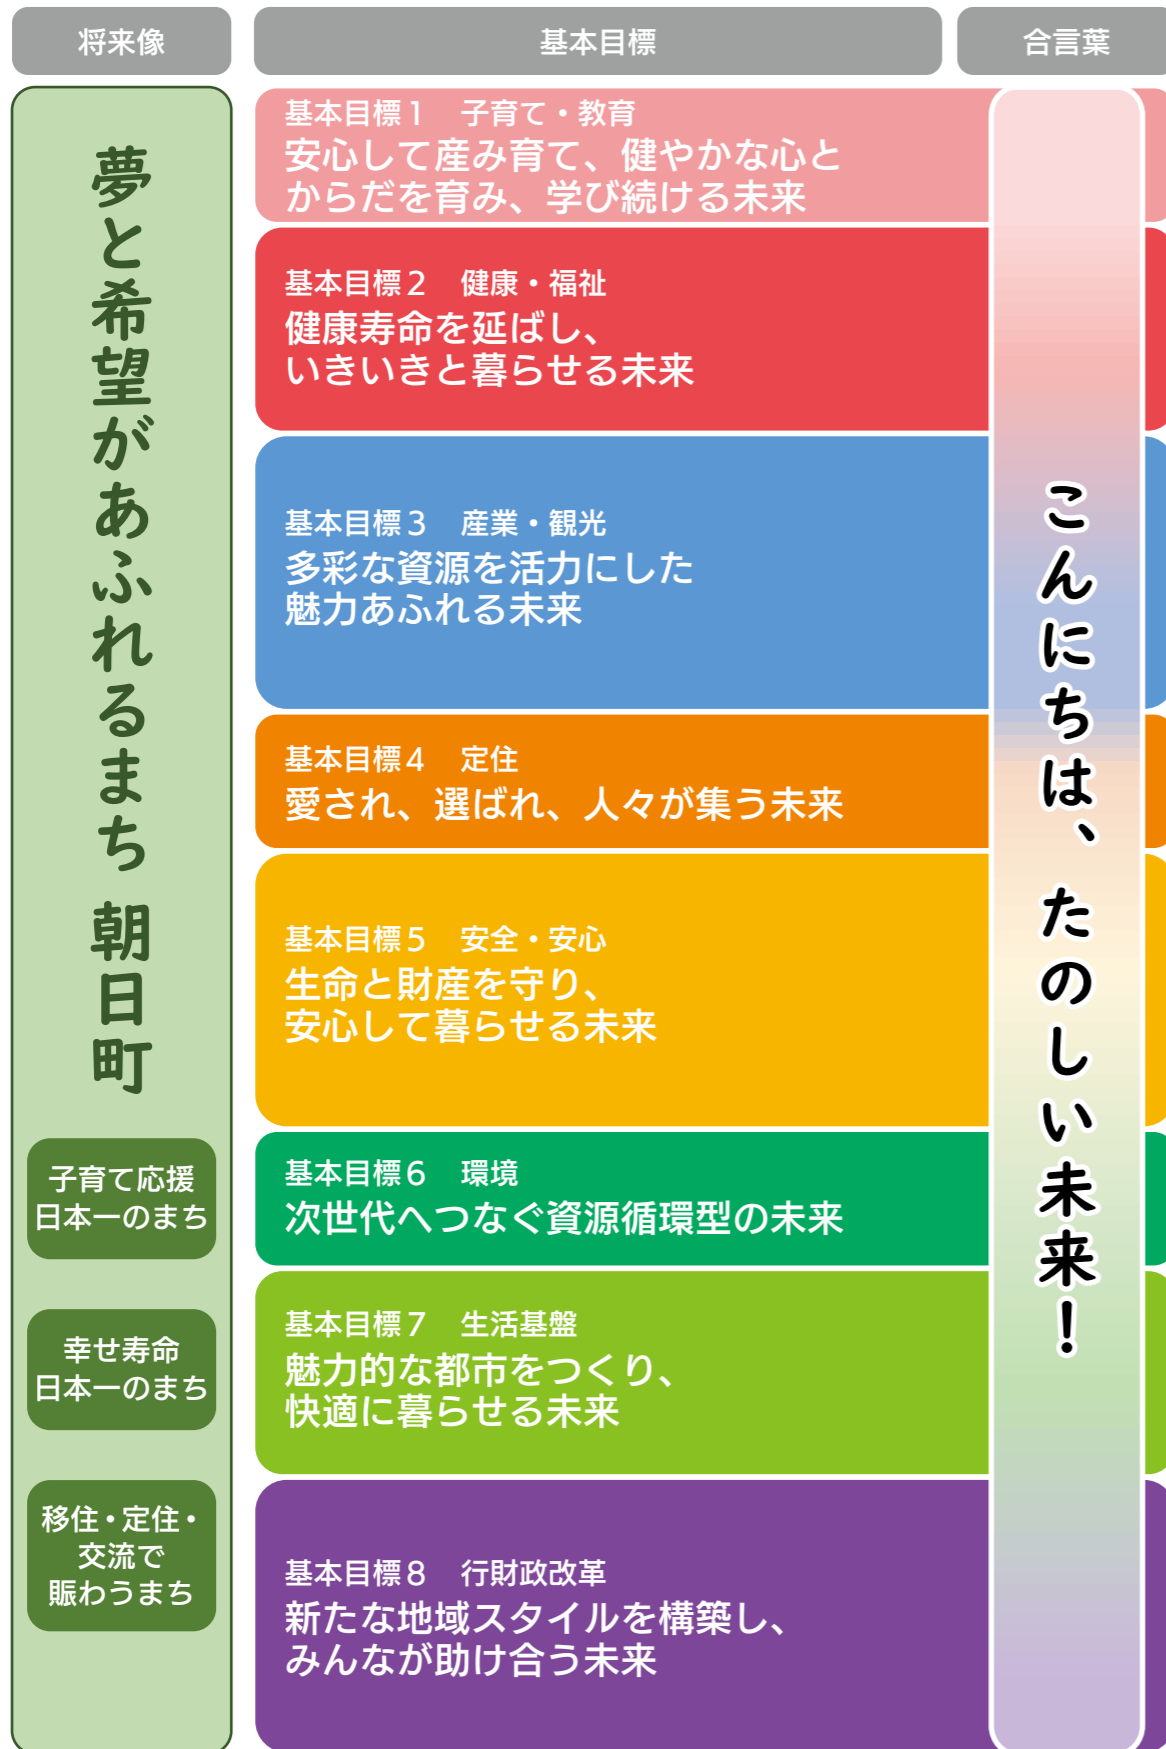 将来像
基本目標
合言葉
夢と希望があふれるまち 朝日町
子育て応援
日本一のまち
幸せ寿命
日本一のまち
移住・定住・
交流で
賑わうまち
基本目標1　子育て・教育
安心して産み育て、健やかな心と
からだを育み、学び続ける未来
基本目標2　健康・福祉
健康寿命を延ばし、
いきいきと暮らせる未来
基本目標3　産業・観光
多彩な資源を活力にした
魅力あふれる未来
基本目標4　定住
愛され、選ばれ、人々が集う未来
基本目標5　安全・安心
生命と財産を守り、
安心して暮らせる未来
基本目標6　環境
次世代へつなぐ資源循環型の未来
基本目標7　生活基盤
魅力的な都市をつくり、
快適に暮らせる未来
基本目標8　行財政改革
新たな地域スタイルを構築し、
みんなが助け合う未来
こんにちは、たのしい未来！